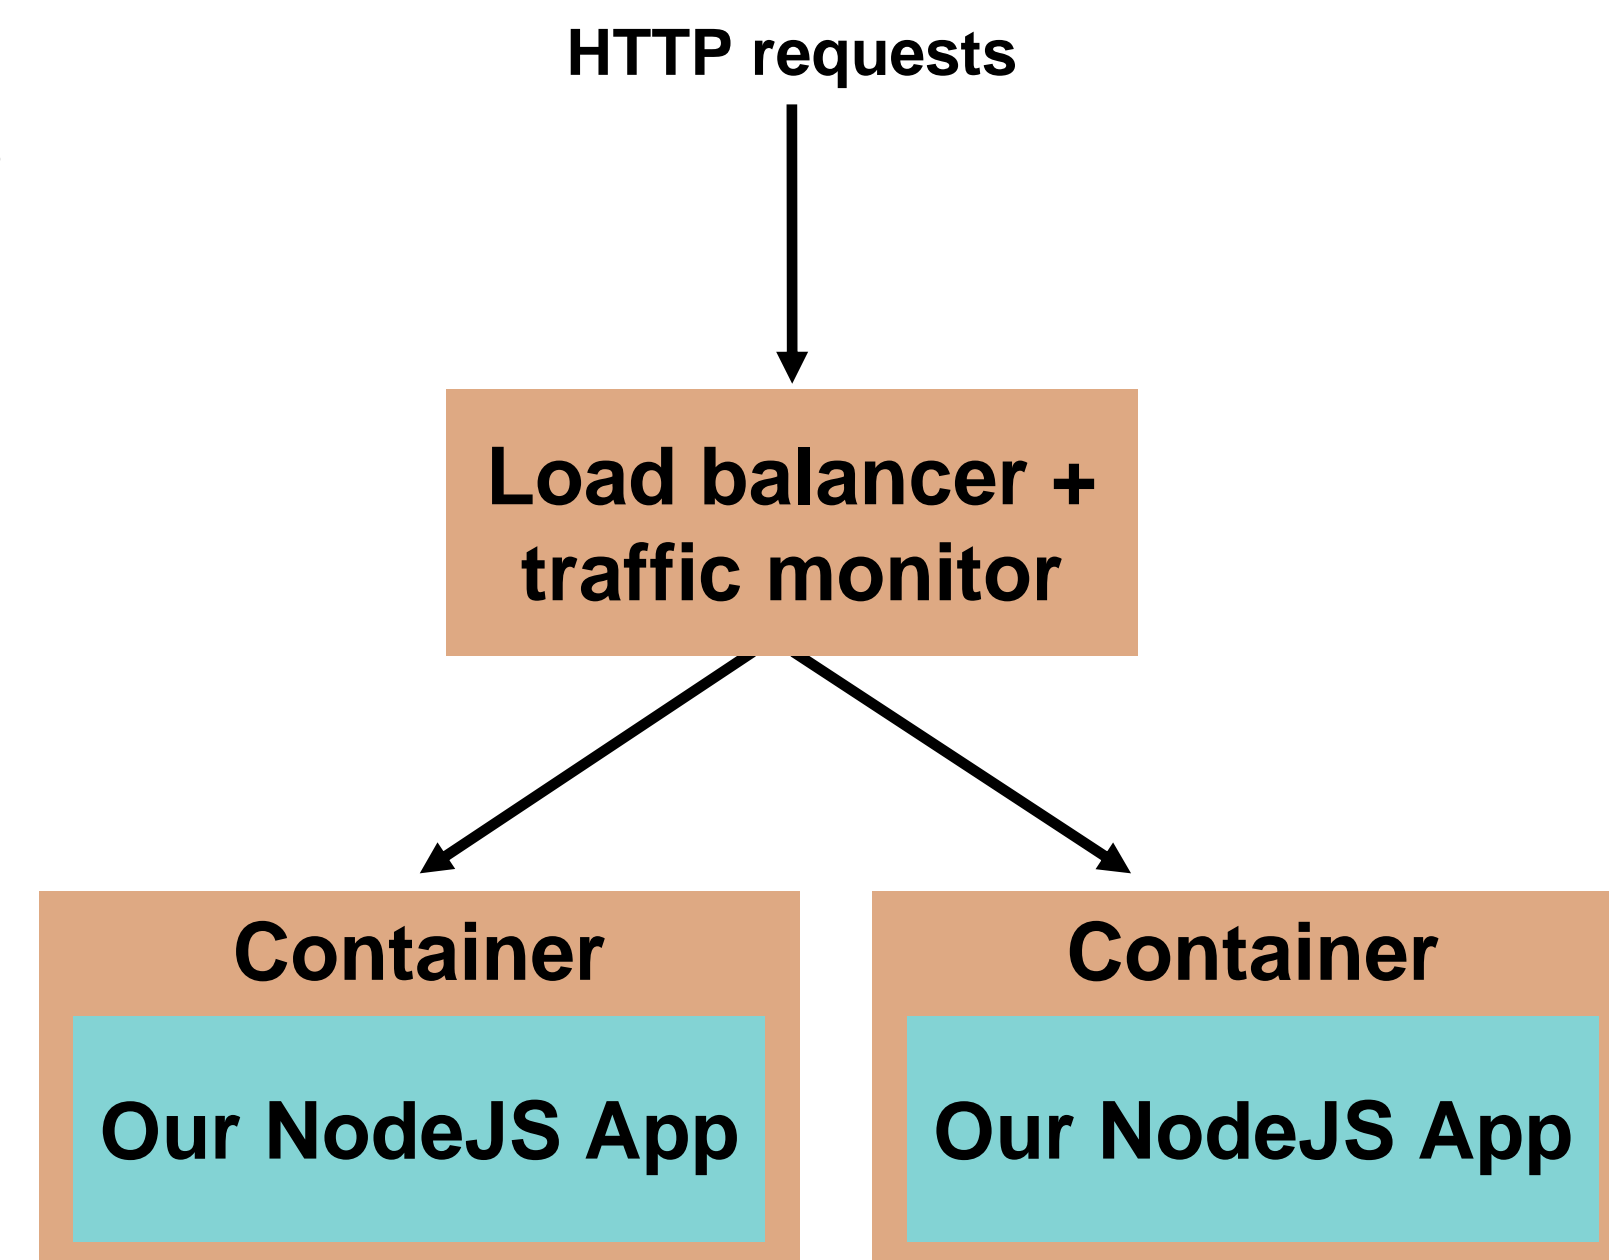 HTTP requests
Load balancer +
traffic monitor
Container
Our NodeJS App
Container
Our NodeJS App